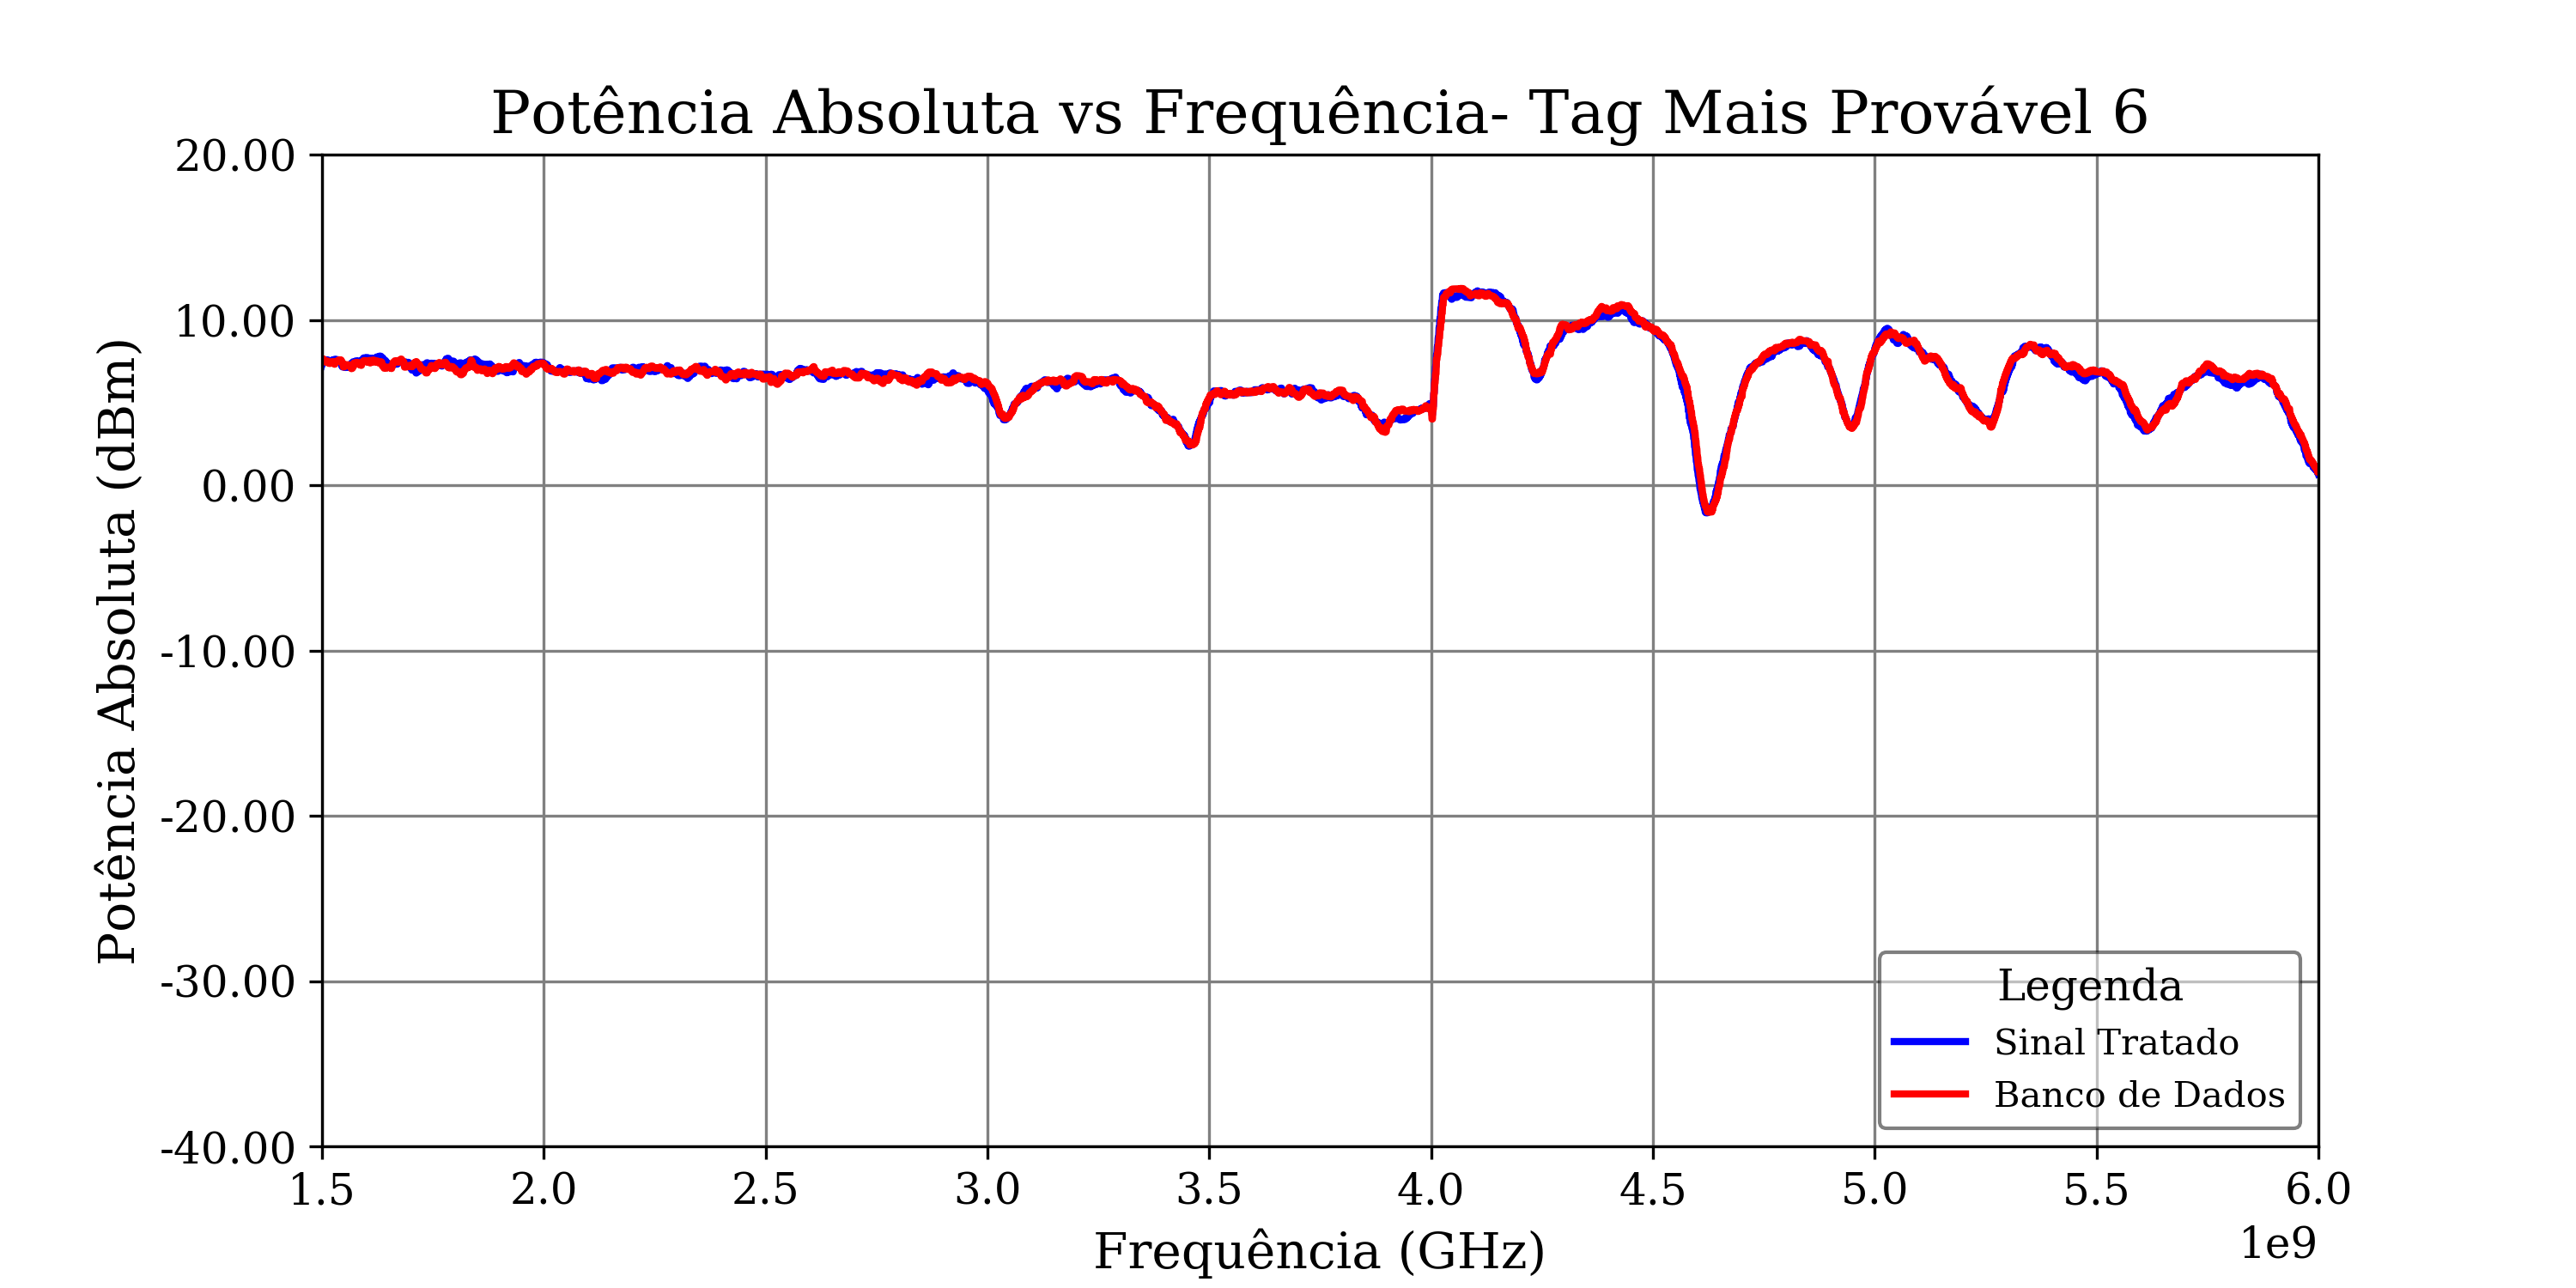 Potência Absoluta vs Frequência- Tag Mais Provável 6
Potência Absoluta (dBm)
20.00
10.00
0.00
-10.00
-20.00
-30.00
-40.00
Legenda
Sinal Tratado
Banco de Dados
1.5 2.0 2.5 3.0 3.5 4.0 4.5 5.0 5.5 6.0
1e9
Frequência (GHz)